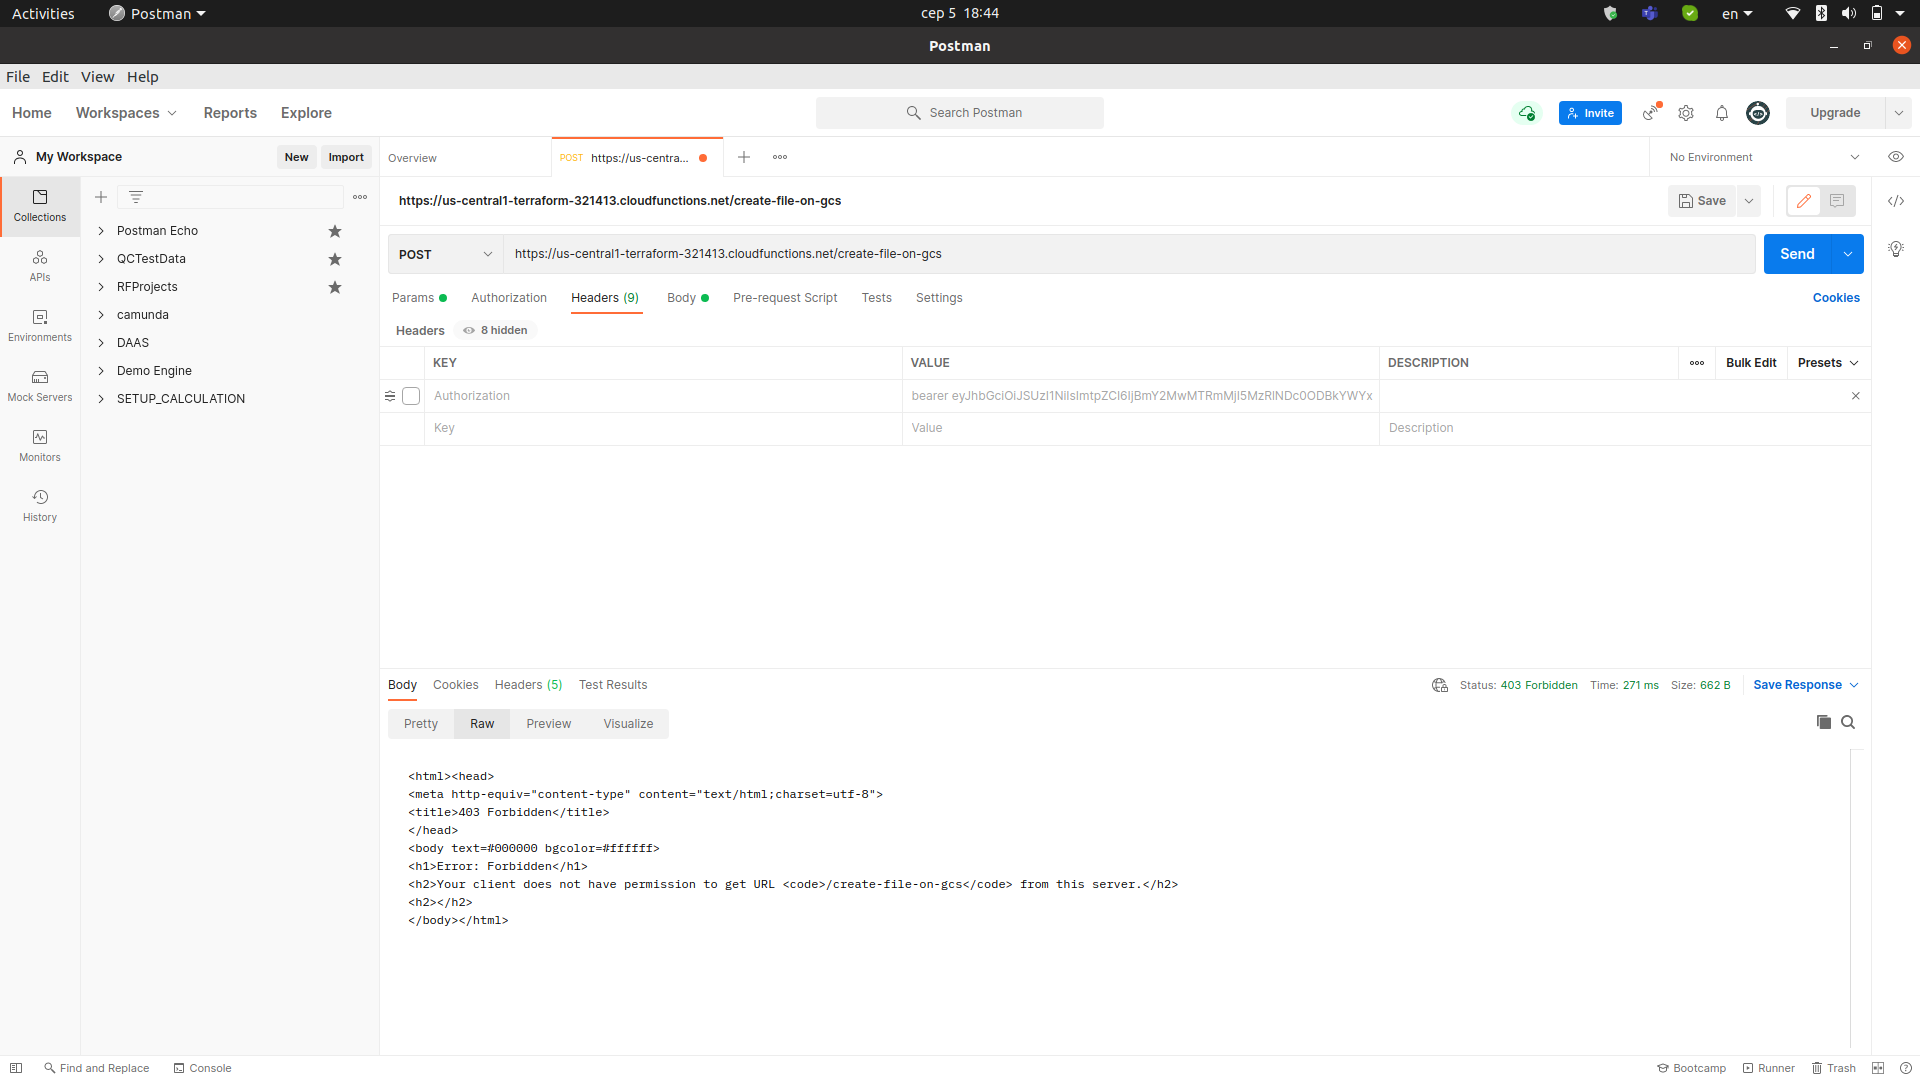 Activities
Postman
сер 5 18:44
en
Postman
File Edit View Help
Home
Workspaces
Reports
Explore
Search Postman
Invite
Upgrade
My Workspace
New
Import
Overview
POST https://us-centra...
No Environment
Collections
APIs
Environments
Mock Servers
Monitors
History
Postman Echo
QCTestData
RFProjects
camunda
DAAS
Demo Engine
SETUP_CALCULATION
https://us-central1-terraform-321413.cloudfunctions.net/create-file-on-gcs
Save
POST
https://us-central1-terraform-321413.cloudfunctions.net/create-file-on-gcs
Send
Params
Authorization
Headers (9)
Body
Pre-request Script
Tests
Settings
Cookies
Headers
8 hidden
KEY
VALUE
DESCRIPTION
Bulk Edit
Presets
Authorization
Key
Value
Description
Body
Cookies
Headers (5)
Test Results
Status: 403 Forbidden
Time: 271 ms
Size: 662 B
Save Response
Pretty
Raw
Preview
Visualize
<html><head>
<meta http-equiv="content-type" content="text/html;charset=utf-8">
<title>403 Forbidden</title>
</head>
<body text=#000000 bgcolor=#ffffff>
<h1>Error: Forbidden</h1>
<h2>Your client does not have permission to get URL <code>/create-file-on-gcs</code> from this server.</h2>
<h2></h2>
</body></html>
Find and Replace
Console
Bootcamp
Runner
Trash